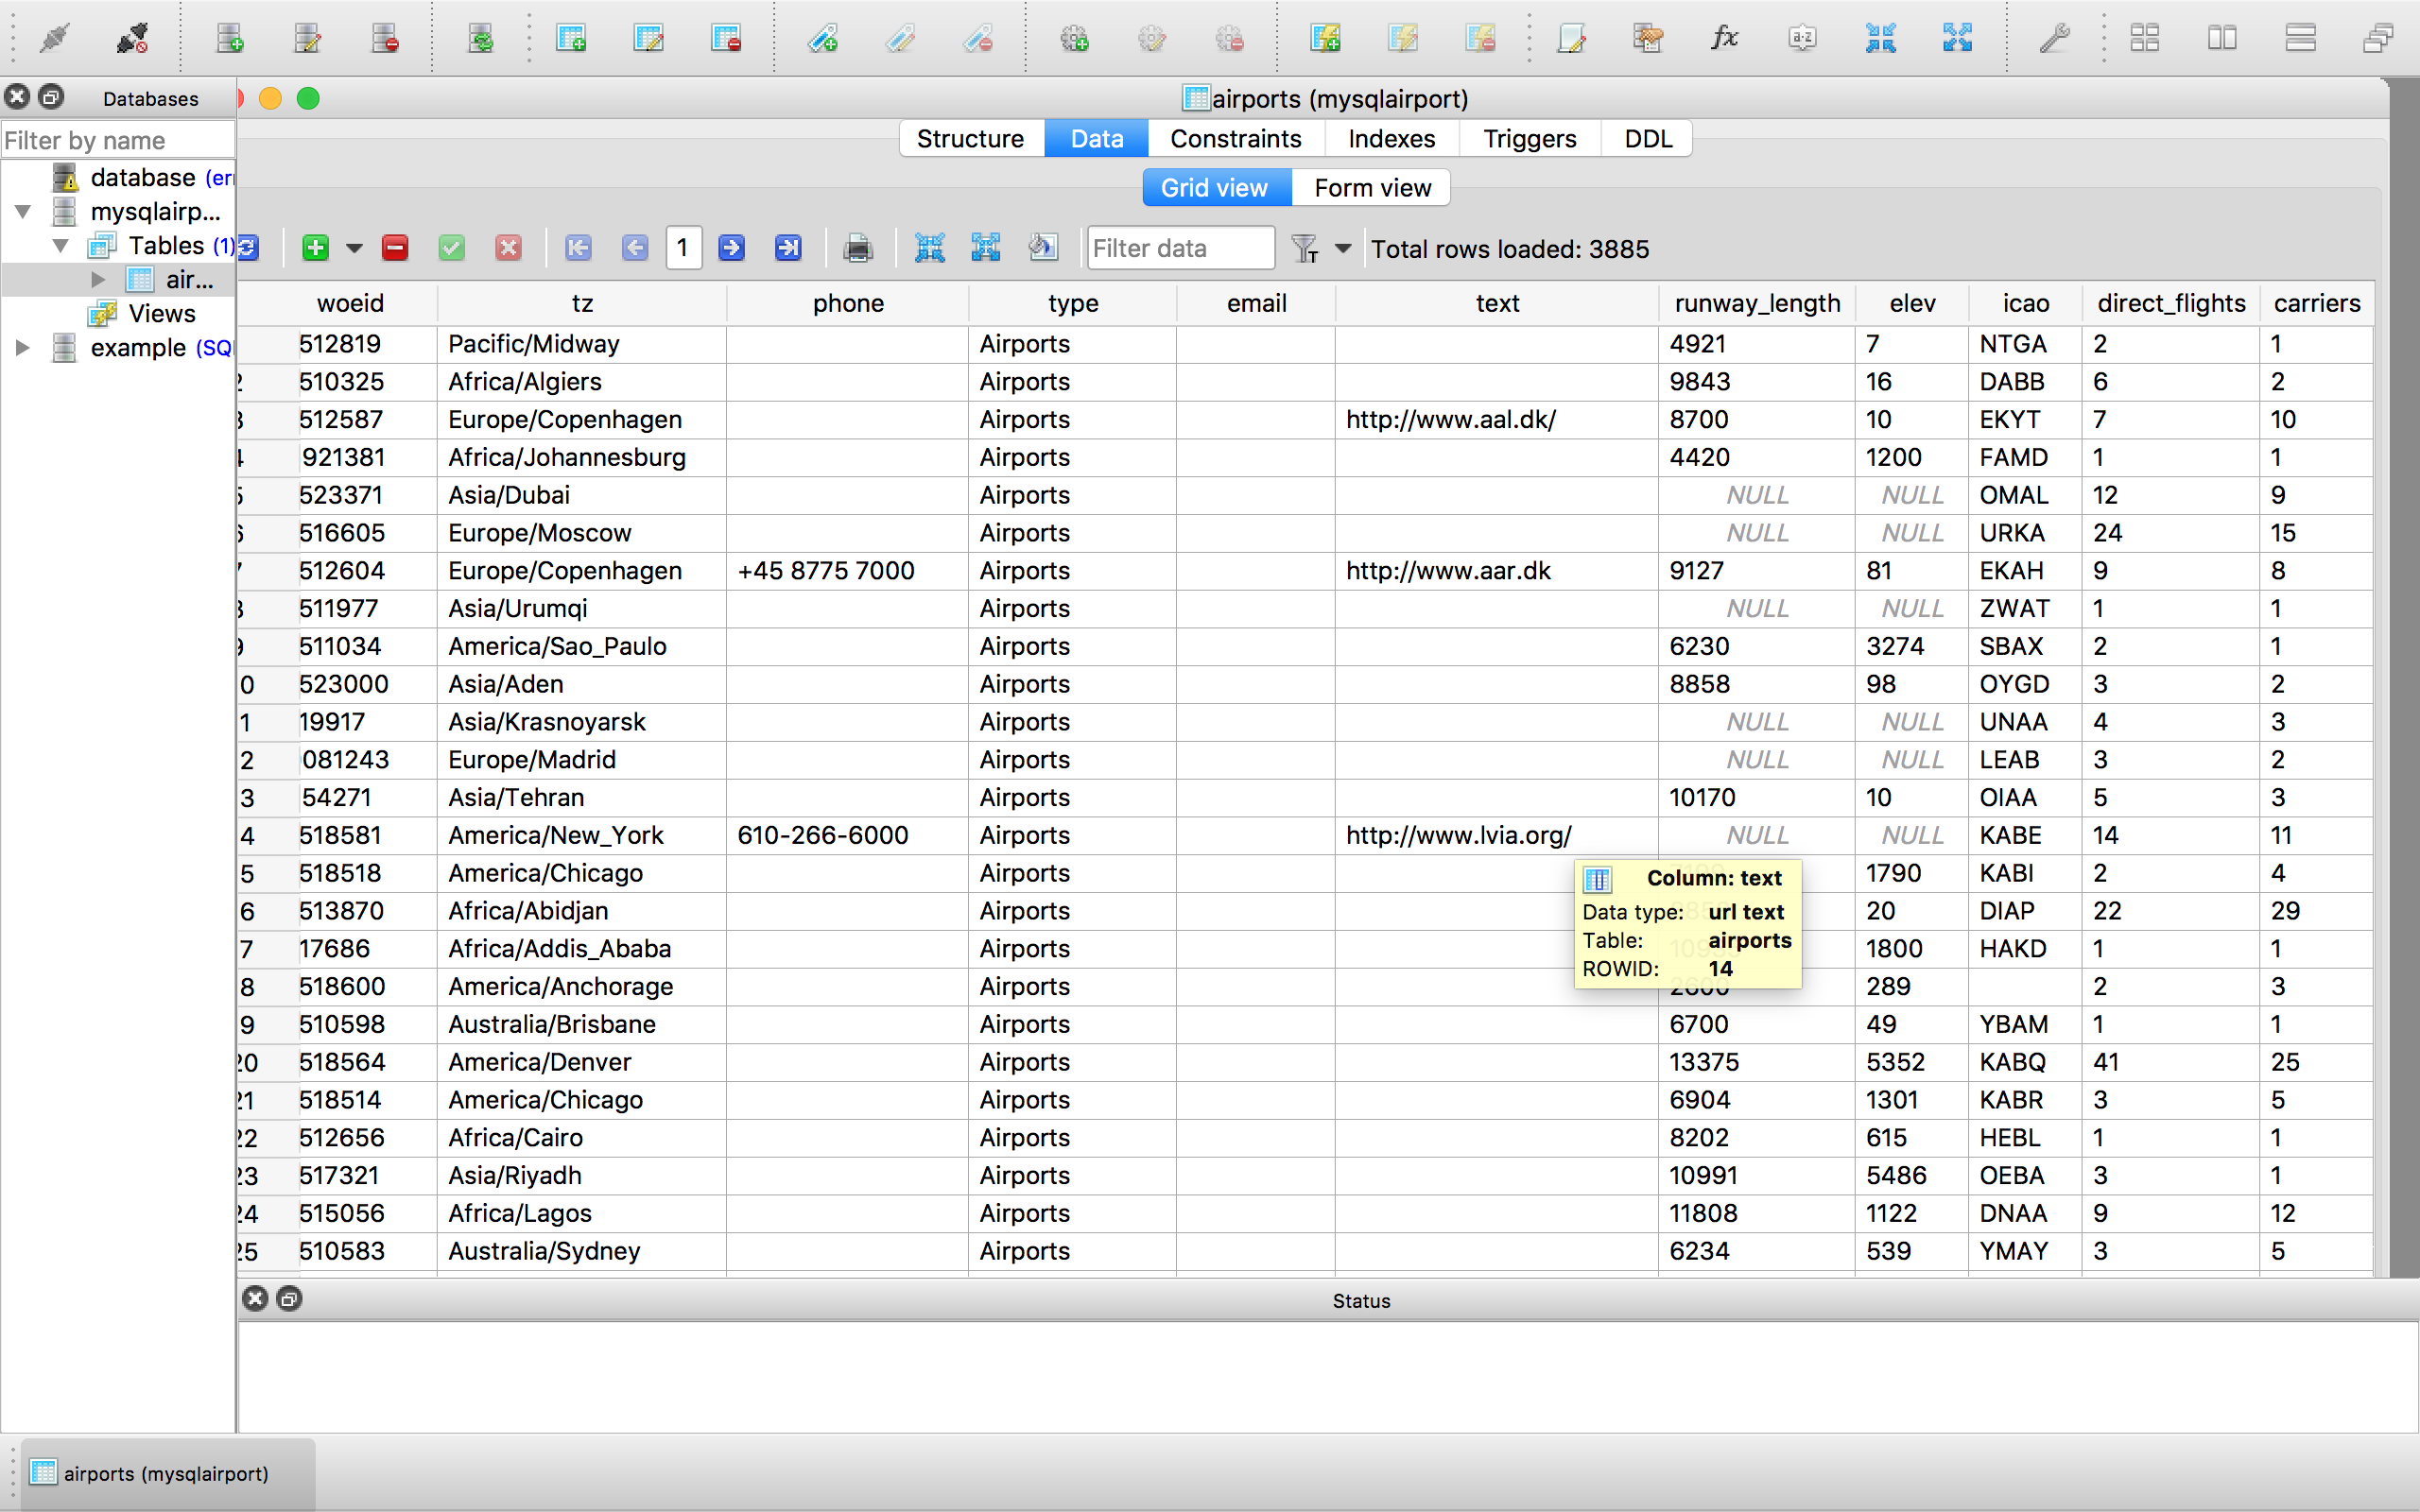 Databases
airports (mysqlairport)
Filter by name
Structure Data Constraints Indexes Triggers DDL
database (err
mysqlairp...
Grid view Form view
Tables (1)
1 Filter data Total rows loaded: 3885
air...
Views
example (SQL
woeid tz phone type email text runway_length elev icao direct_flights carriers
512819 Pacific/Midway Airports 4921 7 NTGA 2 1
2 510325 Africa/Algiers Airports 9843 16 DABB 6 2
3 512587 Europe/Copenhagen Airports http://www.aal.dk/ 8700 10 EKYT 7 10
4 921381 Africa/Johannesburg Airports 4420 1200 FAMD 1 1
5 523371 Asia/Dubai Airports NULL NULL OMAL 12 9
6 516605 Europe/Moscow Airports NULL NULL URKA 24 15
7 512604 Europe/Copenhagen +45 8775 7000 Airports http://www.aar.dk 9127 81 EKAH 9 8
8 511977 Asia/Urumqi Airports NULL NULL ZWAT 1 1
9 511034 America/Sao_Paulo Airports 6230 3274 SBAX 2 1
0 523000 Asia/Aden Airports 8858 98 OYGD 3 2
1 19917 Asia/Krasnoyarsk Airports NULL NULL UNAA 4 3
2 081243 Europe/Madrid Airports NULL NULL LEAB 3 2
3 54271 Asia/Tehran Airports 10170 10 OIAA 5 3
4 518581 America/New_York 610-266-6000 Airports http://www.lvia.org/ NULL NULL KABE 14 11
5 518518 America/Chicago Airports 1790 KABI 2 4
6 513870 Africa/Abidjan Airports 20 DIAP 22 29
7 17686 Africa/Addis_Ababa Airports 1800 HAKD 1 1
8 518600 America/Anchorage Airports 2600 289 2 3
9 510598 Australia/Brisbane Airports 6700 49 YBAM 1 1
20 518564 America/Denver Airports 13375 5352 KABQ 41 25
21 518514 America/Chicago Airports 6904 1301 KABR 3 5
22 512656 Africa/Cairo Airports 8202 615 HEBL 1 1
23 517321 Asia/Riyadh Airports 10991 5486 OEBA 3 1
24 515056 Africa/Lagos Airports 11808 1122 DNAA 9 12
25 510583 Australia/Sydney Airports 6234 539 YMAY 3 5
Column: text
Data type: url text
Table: airports
ROWID: 14
Status
airports (mysqlairport)